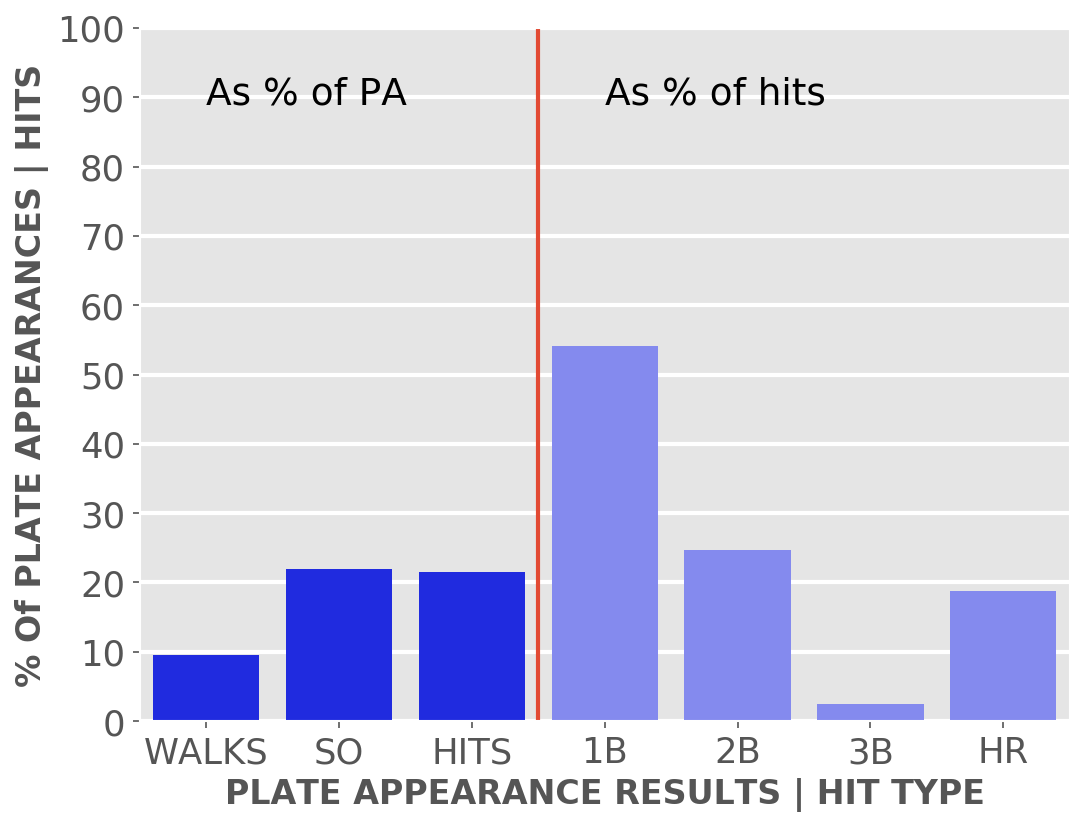 100
90
80
70
60
50
40
30
20
10
0
% Of PLATE APPEARANCES | HITS
As % of PA
As % of hits
WALKS SO HITS 1B 2B 3B HR
PLATE APPEARANCE RESULTS | HIT TYPE